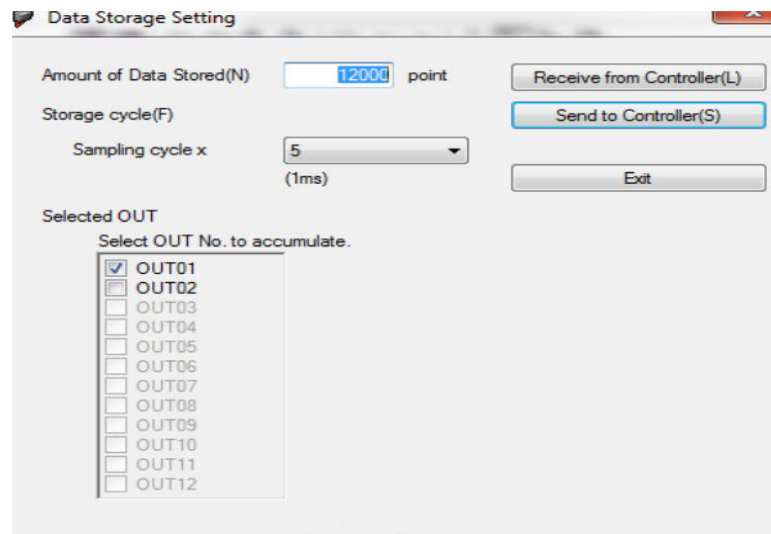 Data Storage Setting
Amount of Data Stored(N) 12000 point Receive from Controller(L)
Storage cycle(F) Send to Controller(S)
Sampling cycle x 5
(1ms) Exit
Selected OUT
Select OUT No. to accumulate.
OUT01
OUT02
OUT03
OUT04
OUT05
OUT06
OUT07
OUT08
OUT09
OUT10
OUT11
OUT12